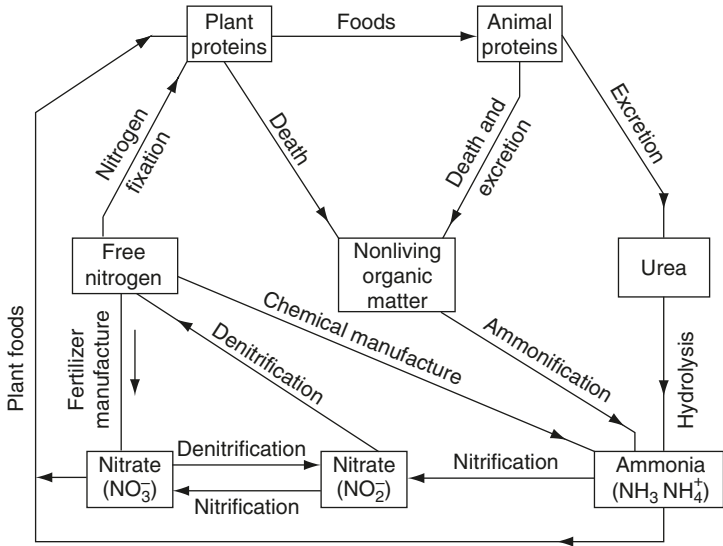 Plant
proteins
Foods
Animal
proteins
Nitrogen
fixation
Death
Death and
excretion
Excretion
Free
nitrogen
Nonliving
organic
matter
Urea
Plant foods
Fertilizer
manufacture
Denitrification
Chemical manufacture
Ammonification
Hydrolysis
Nitrate
(NO₃⁻)
Denitrification
Nitrification
Nitrate
(NO₂⁻)
Nitrification
Ammonia
(NH₃ NH₄⁺)